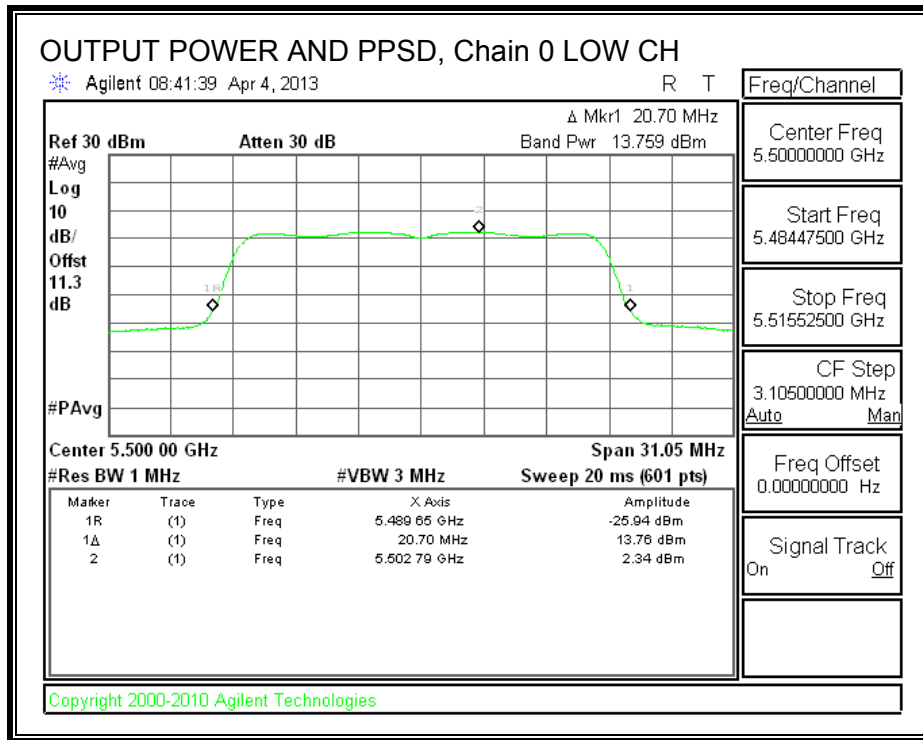 OUTPUT POWER AND PPSD, Chain 0 LOW CH
Agilent 08:41:39 Apr 4, 2013 R T
Freq/Channel
Δ Mkr1 20.70 MHz
Ref 30 dBm Atten 30 dB Band Pwr 13.759 dBm
#Avg
Log
10
dB/
Offst
11.3
dB
#PAvg
2
1R
1
Center 5.500 00 GHz Span 31.05 MHz
#Res BW 1 MHz #VBW 3 MHz Sweep 20 ms (601 pts)
Marker Trace Type X Axis Amplitude
1R (1) Freq 5.489 65 GHz -25.94 dBm
1Δ (1) Freq 20.70 MHz 13.76 dBm
2 (1) Freq 5.502 79 GHz 2.34 dBm
Center Freq
5.50000000 GHz
Start Freq
5.48447500 GHz
Stop Freq
5.51552500 GHz
CF Step
3.10500000 MHz
Auto Man
Freq Offset
0.00000000 Hz
Signal Track
On Off
Copyright 2000-2010 Agilent Technologies